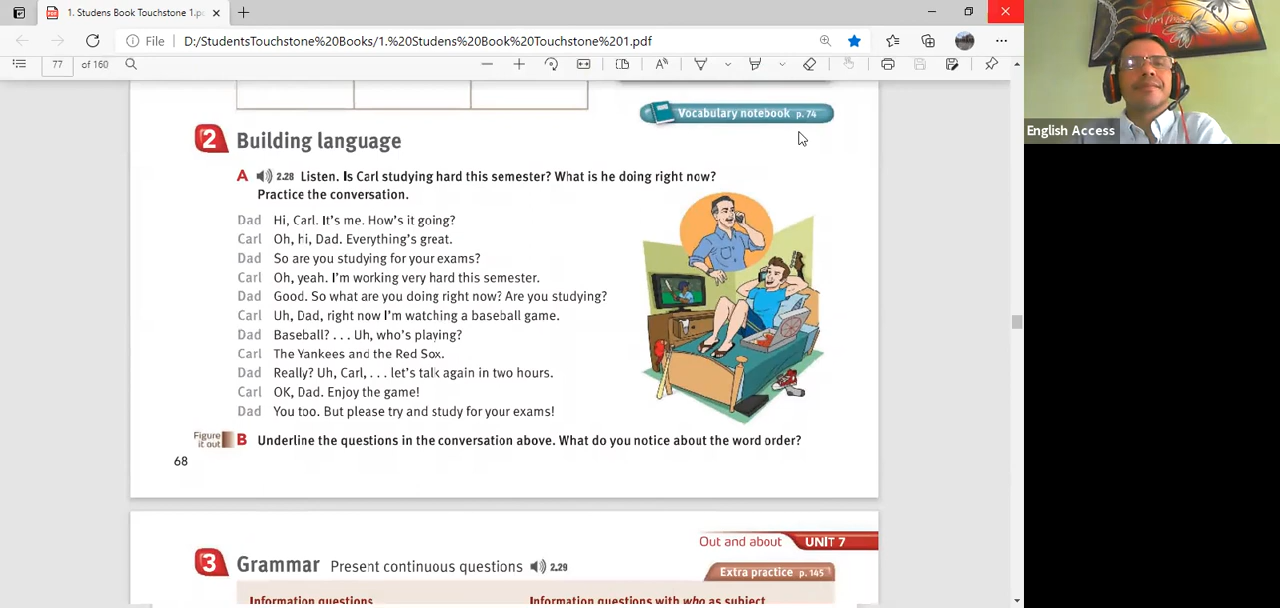 1. Studens Book Touchstone 1.pc
File
D:/StudentsTouchstone%20Books/1.%20Studens%20Book%20Touchstone%201.pdf
77 of 160
English Access
Vocabulary notebook p. 74
2 Building language
A 2.28 Listen. Is Carl studying hard this semester? What is he doing right now?
Practice the conversation.
Dad Hi, Carl. It's me. How's it going?
Carl Oh, hi, Dad. Everything's great.
Dad So are you studying for your exams?
Carl Oh, yeah. I'm working very hard this semester.
Dad Good. So what are you doing right now? Are you studying?
Carl Uh, Dad, right now I'm watching a baseball game.
Dad Baseball? . . . Uh, who's playing?
Carl The Yankees and the Red Sox.
Dad Really? Uh, Carl, . . . let's talk again in two hours.
Carl OK, Dad. Enjoy the game!
Dad You too. But please try and study for your exams!
Figure it out B Underline the questions in the conversation above. What do you notice about the word order?
68
Out and about UNIT 7
3 Grammar Present continuous questions 2.29
Extra practice p. 145
Information questions Information questions with who as subject